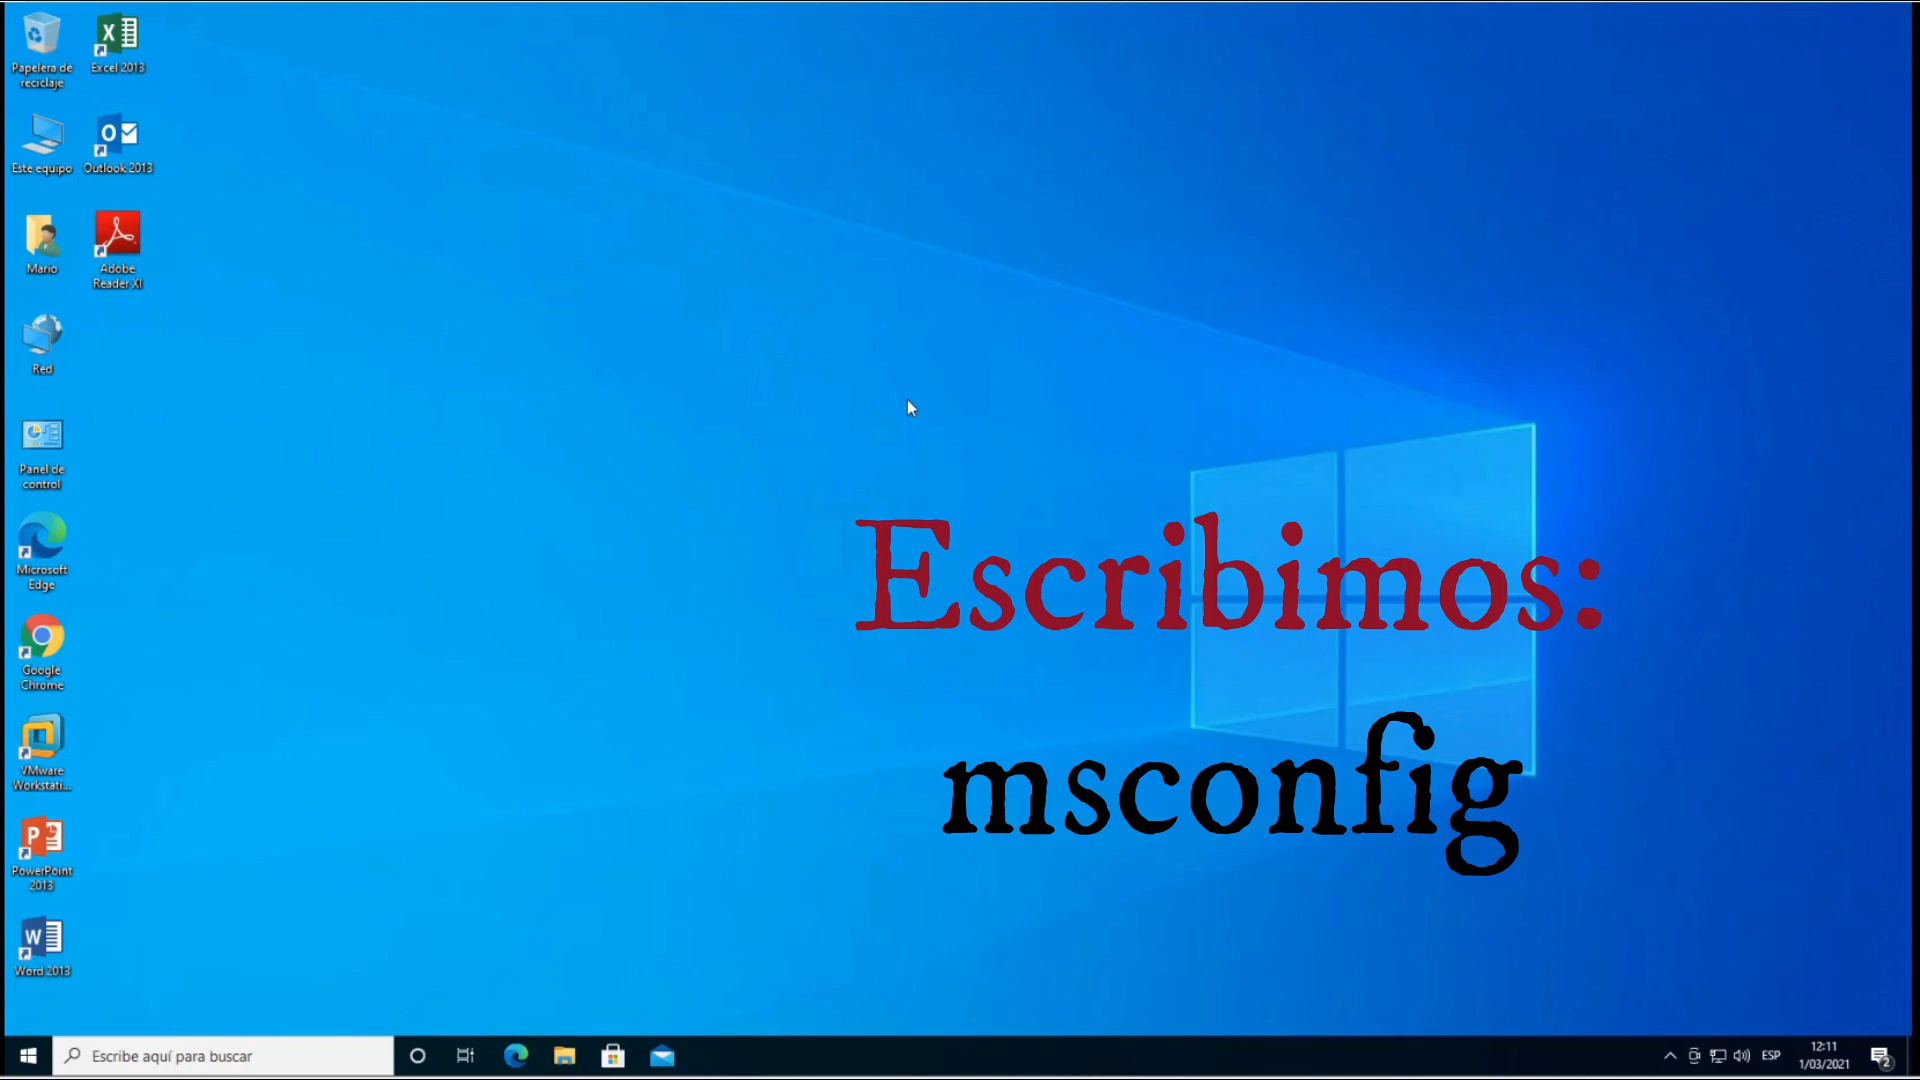 Papelera de
reciclaje
Excel 2013
Este equipo
Outlook 2013
Mario
Adobe
Reader XI
Red
Panel de
control
Microsoft
Edge
Google
Chrome
VMware
Workstati...
PowerPoint
2013
Word 2013
Escribimos:
msconfig
Escribe aquí para buscar
ESP
12:11
1/03/2021
2